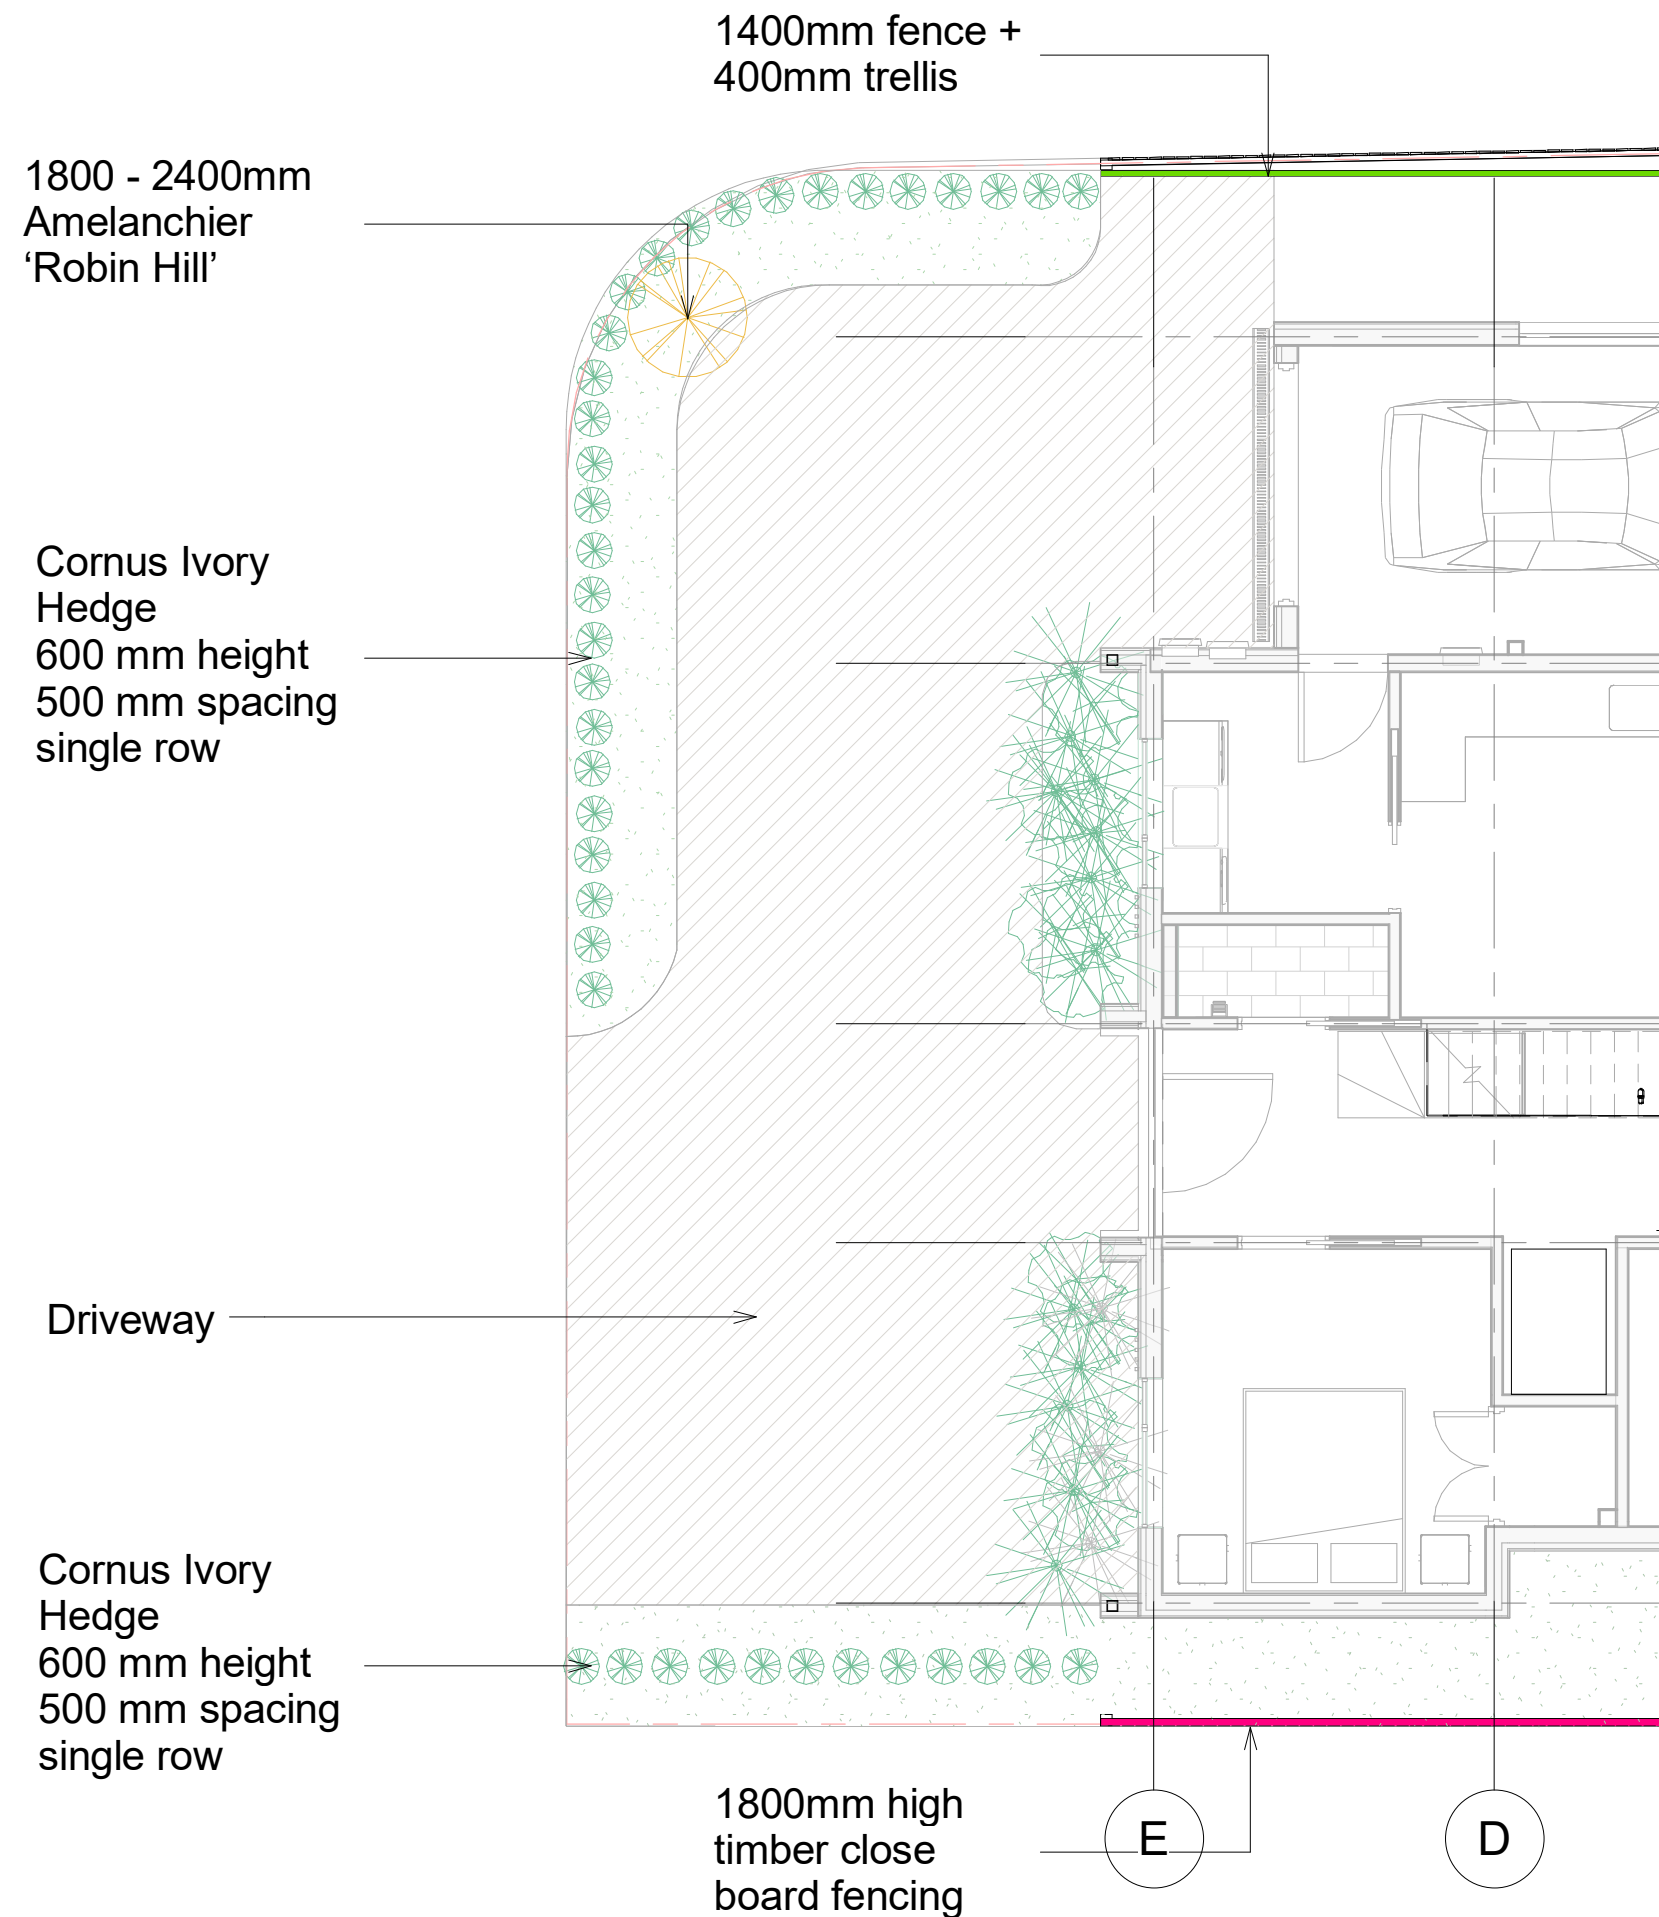 1400mm fence +
400mm trellis
1800 - 2400mm
Amelanchier
‘Robin Hill’
Cornus Ivory
Hedge
600 mm height
500 mm spacing
single row
Driveway
Cornus Ivory
Hedge
600 mm height
500 mm spacing
single row
1800mm high
timber close
board fencing
E
D